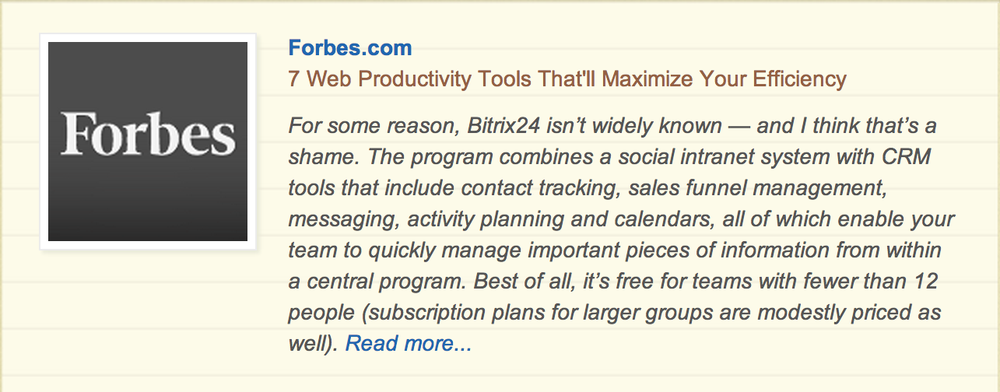 Forbes
Forbes.com
7 Web Productivity Tools That'll Maximize Your Efficiency
For some reason, Bitrix24 isn’t widely known — and I think that’s a
shame. The program combines a social intranet system with CRM
tools that include contact tracking, sales funnel management,
messaging, activity planning and calendars, all of which enable your
team to quickly manage important pieces of information from within
a central program. Best of all, it’s free for teams with fewer than 12
people (subscription plans for larger groups are modestly priced as
well). Read more...